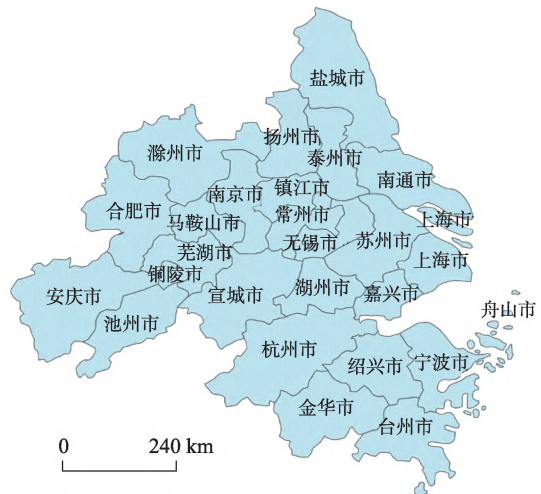 盐城市
扬州市
泰州市
滁州市
南京市
镇江市
南通市
合肥市
马鞍山市
常州市
上海市
芜湖市
无锡市
苏州市
上海市
铜陵市
安庆市
宣城市
湖州市
嘉兴市
池州市
舟山市
杭州市
绍兴市
宁波市
金华市
台州市
0 240 km